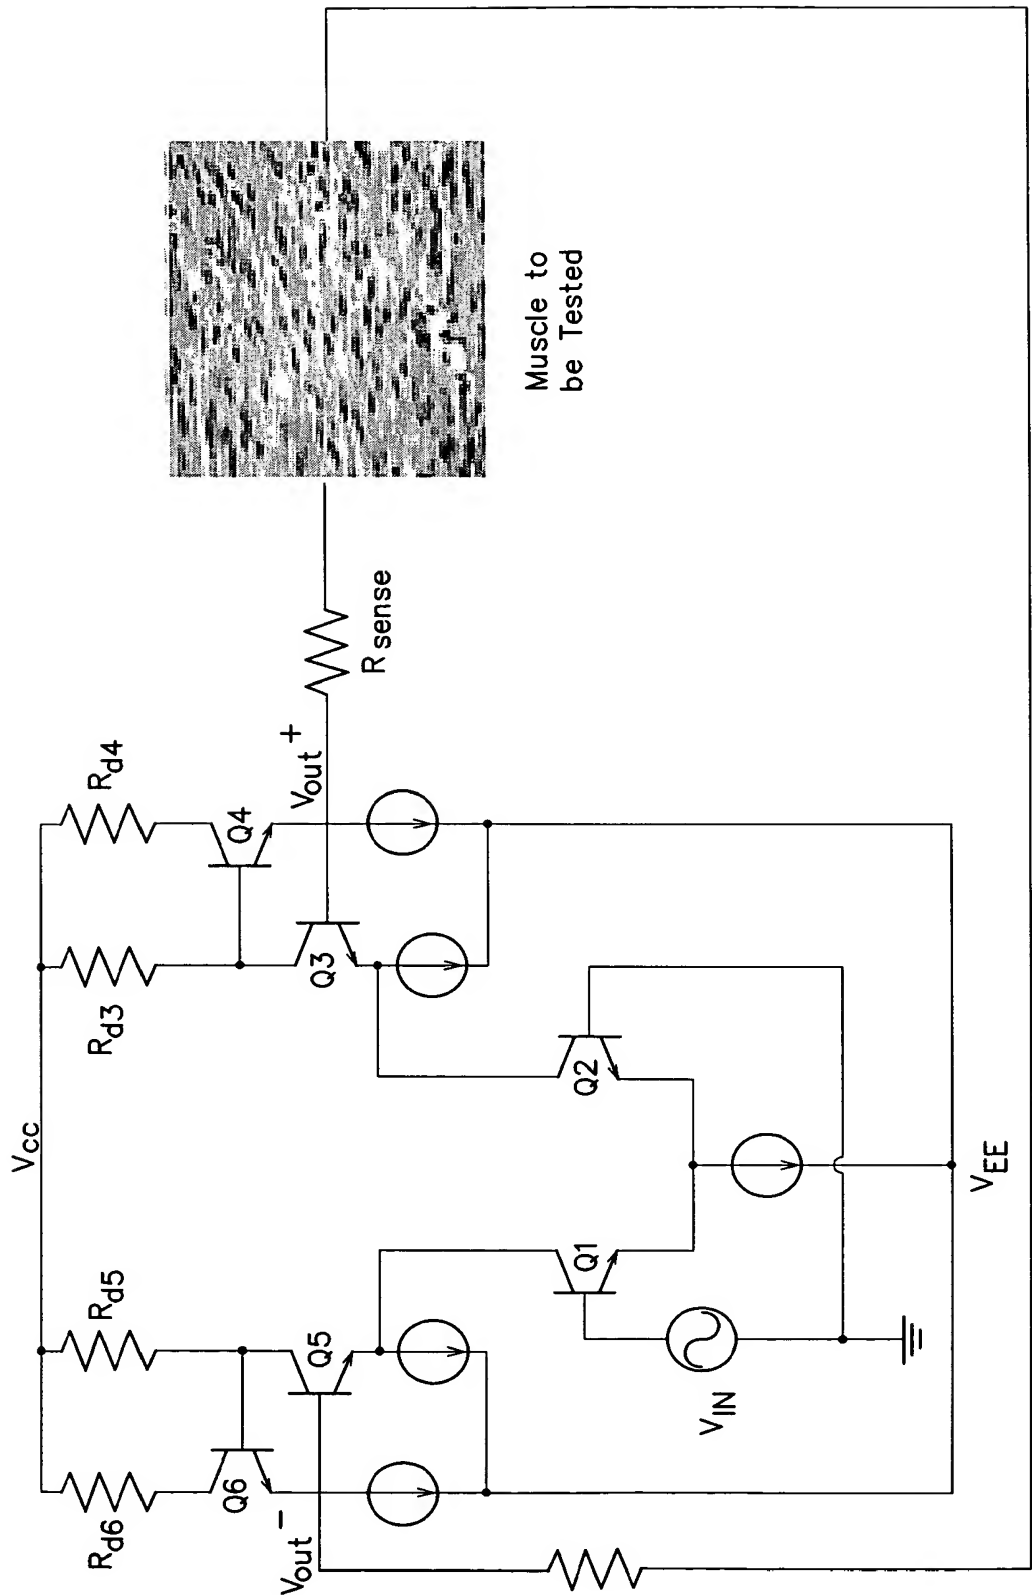 Vcc
Rd6
Rd5
Rd3
Rd4
Q6
Q5
Q3
Q4
Vout-
Vout+
Rsense
Q1
Q2
VIN
VEE
Muscle to
be Tested